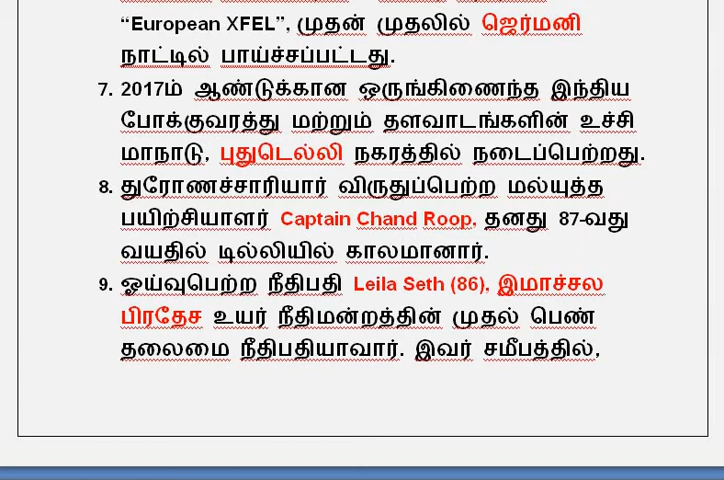 “European XFEL”, முதன் முதலில் ஜெர்மனி
நாட்டில் பாய்ச்சப்பட்டது.
7. 2017ம் ஆண்டுக்கான ஒருங்கிணைந்த இந்திய
போக்குவரத்து மற்றும் தளவாடங்களின் உச்சி
மாநாடு, புதுடெல்லி நகரத்தில் நடைப்பெற்றது.
8. துரோணச்சாரியார் விருதுப்பெற்ற மல்யுத்த
பயிற்சியாளர் Captain Chand Roop, தனது 87-வது
வயதில் டில்லியில் காலமானார்.
9. ஓய்வுபெற்ற நீதிபதி Leila Seth (86), இமாச்சல
பிரதேச உயர் நீதிமன்றத்தின் முதல் பெண்
தலைமை நீதிபதியாவார். இவர் சமீபத்தில்,